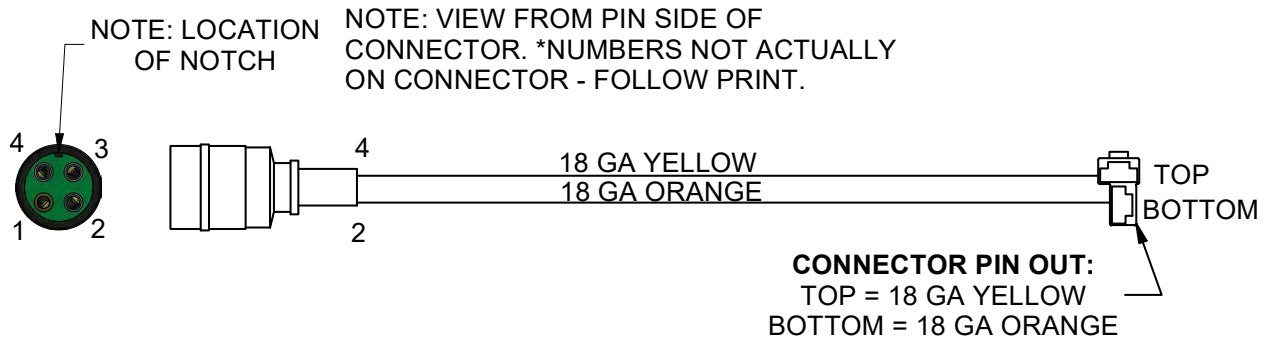 NOTE: LOCATION
OF NOTCH
NOTE: VIEW FROM PIN SIDE OF
CONNECTOR. *NUMBERS NOT ACTUALLY
ON CONNECTOR - FOLLOW PRINT.
4
3
1
2
4
2
18 GA YELLOW
18 GA ORANGE
TOP
BOTTOM
CONNECTOR PIN OUT:
TOP = 18 GA YELLOW
BOTTOM = 18 GA ORANGE